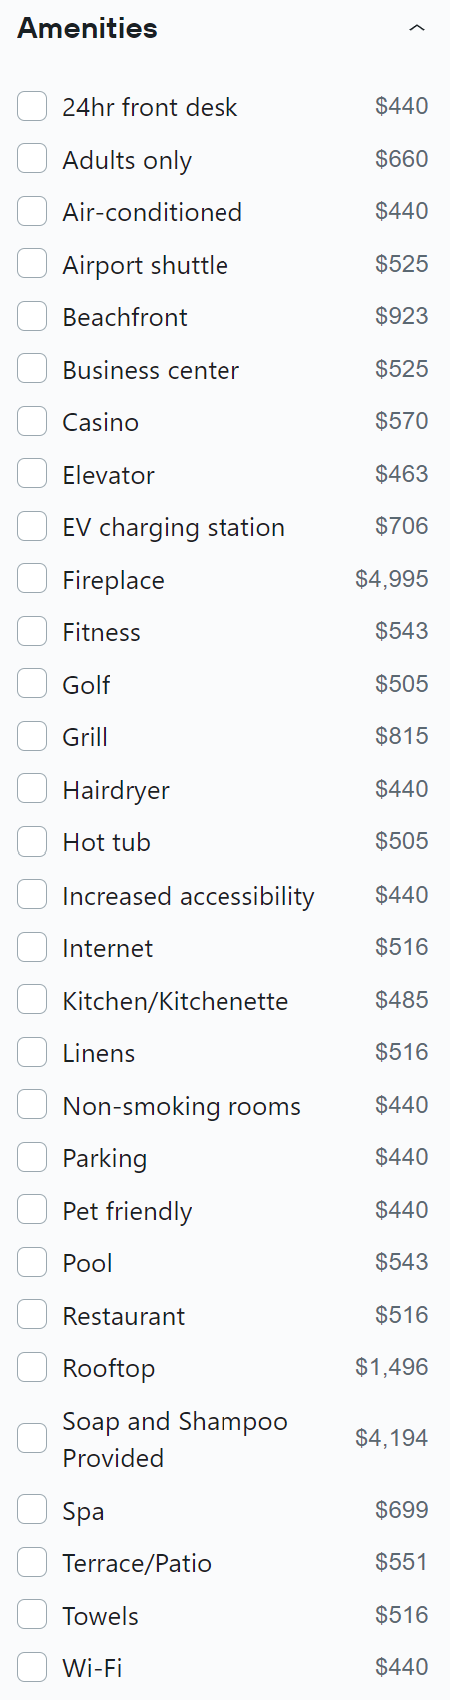 Amenities
24hr front desk $440
Adults only $660
Air-conditioned $440
Airport shuttle $525
Beachfront $923
Business center $525
Casino $570
Elevator $463
EV charging station $706
Fireplace $4,995
Fitness $543
Golf $505
Grill $815
Hairdryer $440
Hot tub $505
Increased accessibility $440
Internet $516
Kitchen/Kitchenette $485
Linens $516
Non-smoking rooms $440
Parking $440
Pet friendly $440
Pool $543
Restaurant $516
Rooftop $1,496
Soap and Shampoo
Provided $4,194
Spa $699
Terrace/Patio $551
Towels $516
Wi-Fi $440